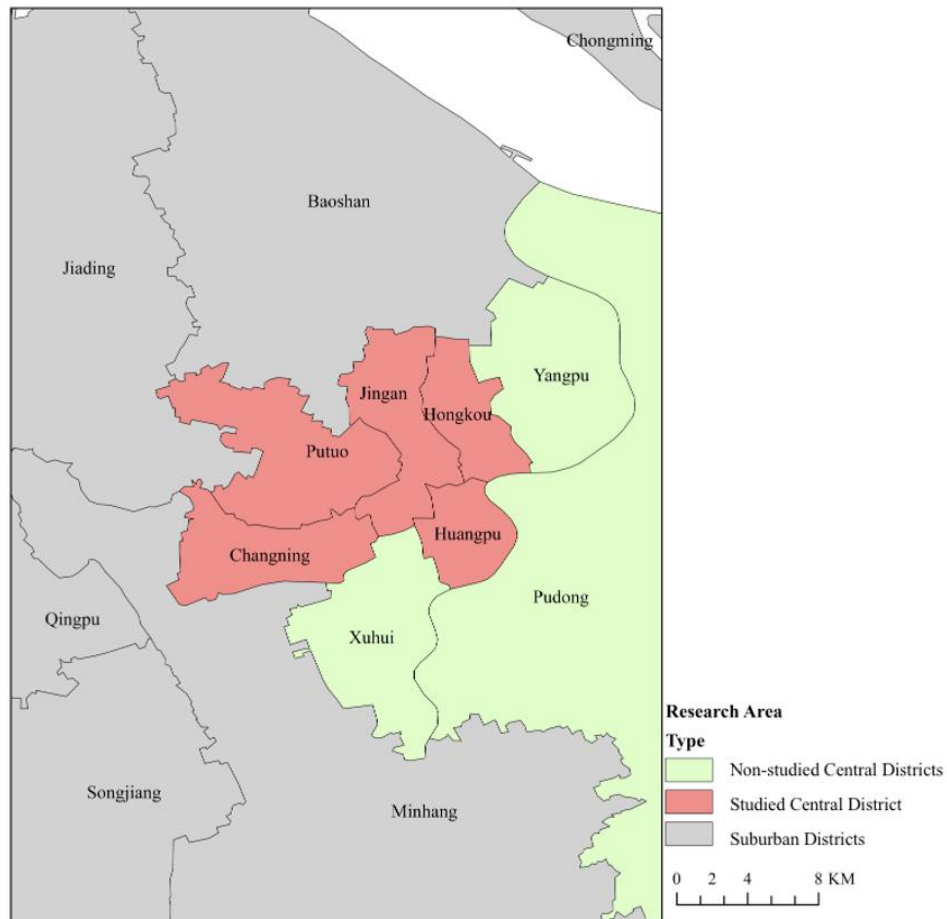 Chongming
Baoshan
Jiading
Yangpu
Jingan
Hongkou
Putuo
Huangpu
Changning
Pudong
Qingpu
Xuhui
Songjiang
Minhang
Research Area
Type
Non-studied Central Districts
Studied Central District
Suburban Districts
0 2 4 8 KM